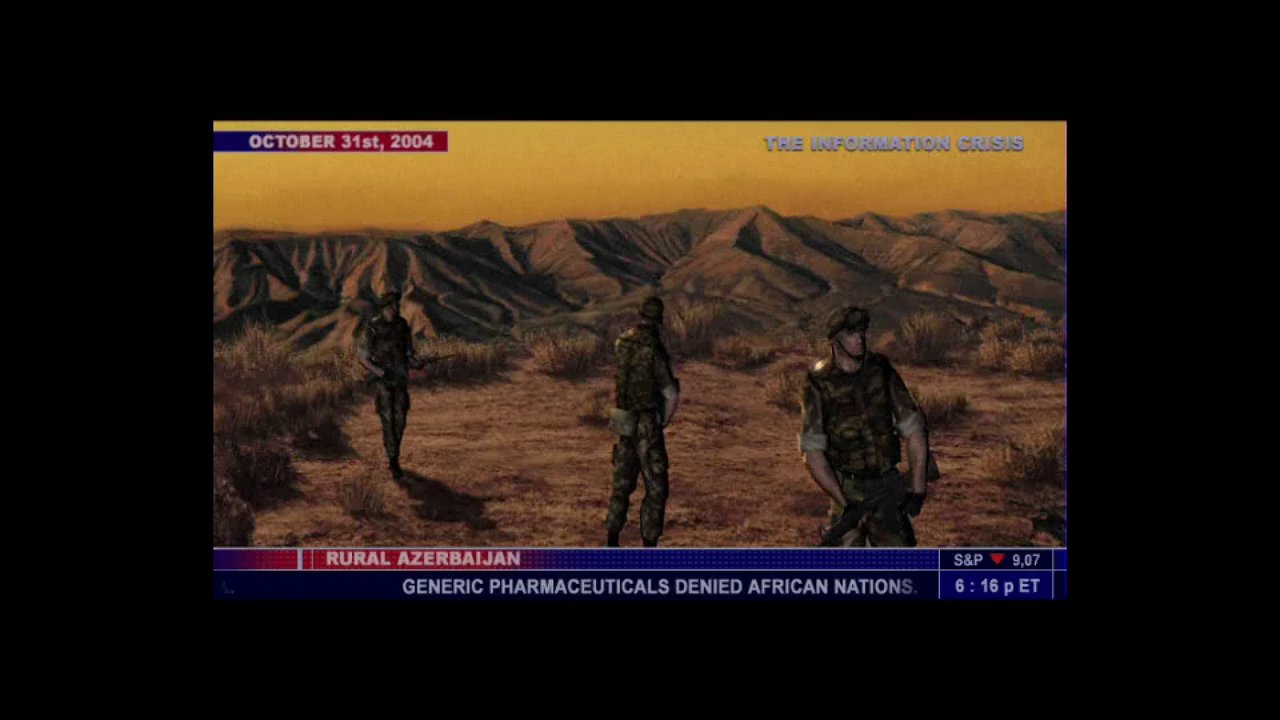 OCTOBER 31st, 2004
THE INFORMATION CRISIS
RURAL AZERBAIJAN
S&P 9,07
GENERIC PHARMACEUTICALS DENIED AFRICAN NATIONS.
6 : 16 p ET